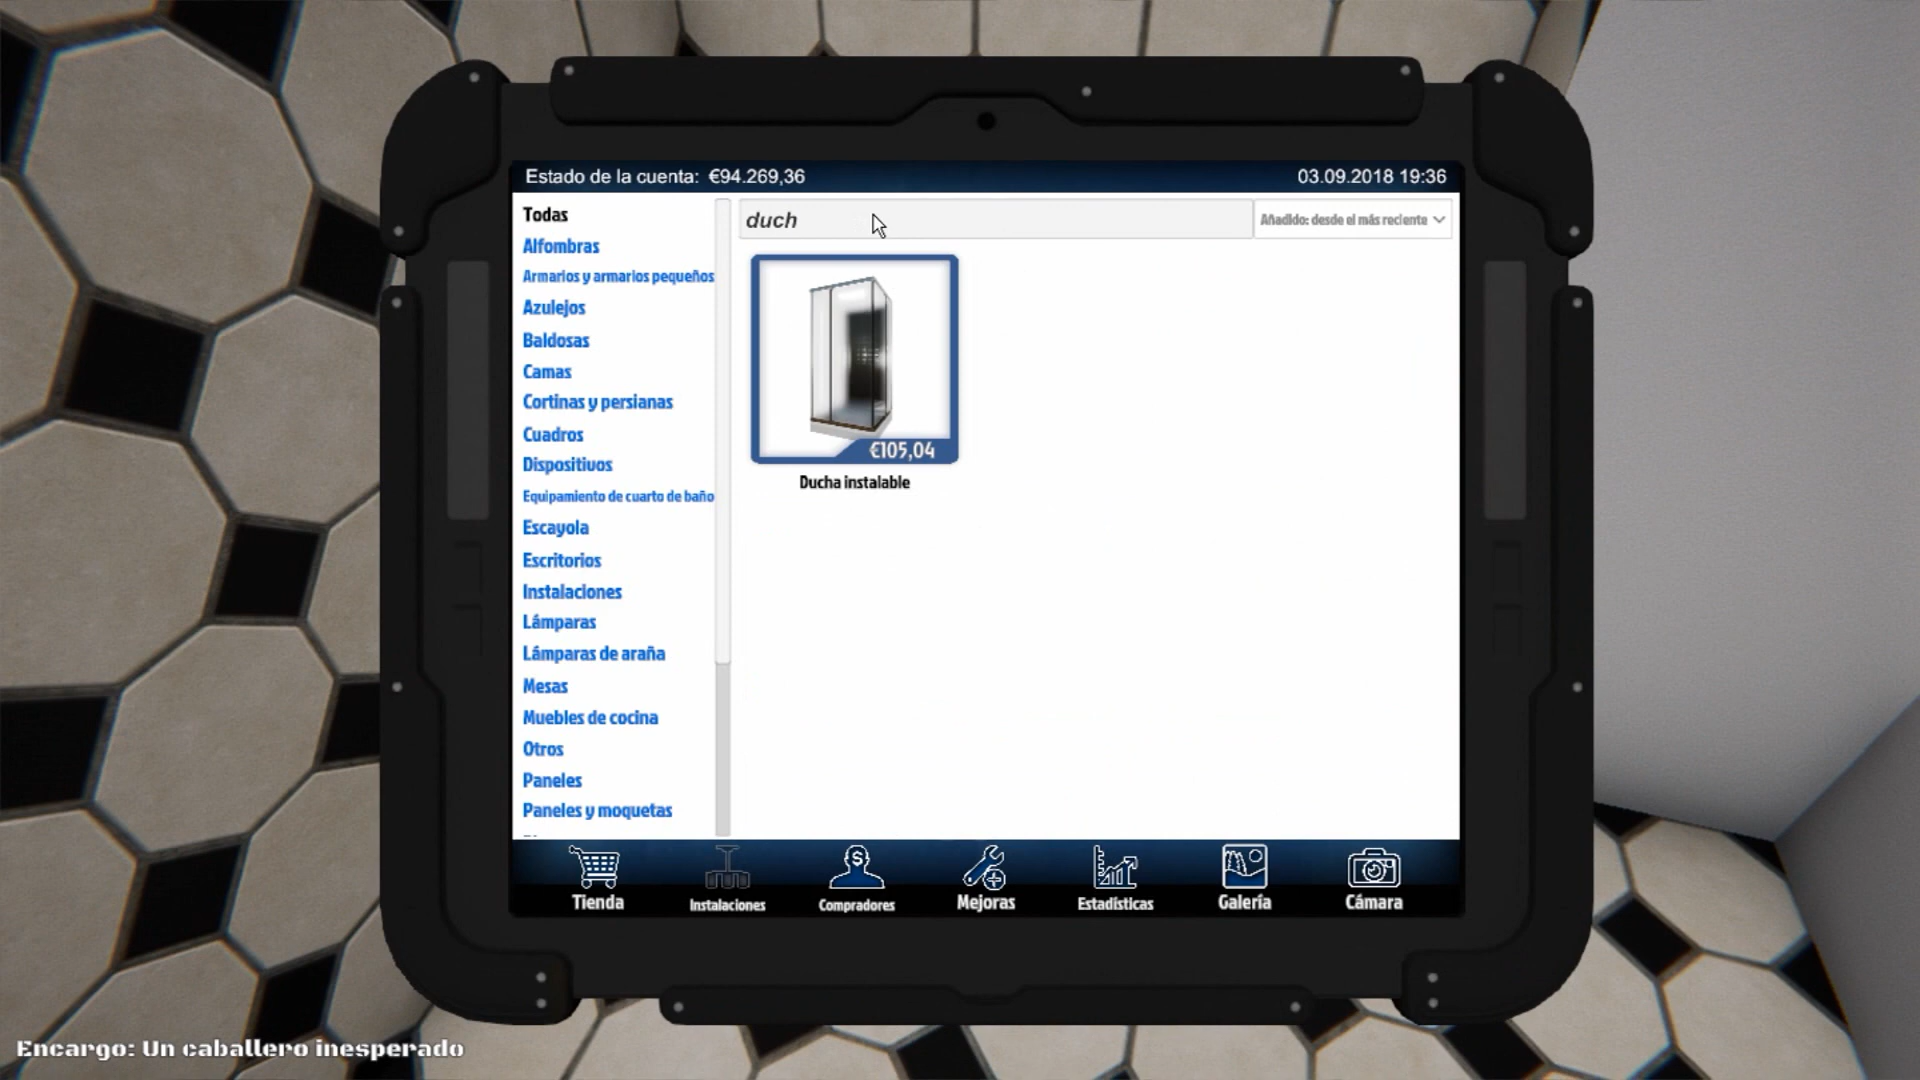 Estado de la cuenta: €94.269,36
03.09.2018 19:36
Todas
Alfombras
Armarios y armarios pequeños
Azulejos
Baldosas
Camas
Cortinas y persianas
Cuadros
Dispositivos
Equipamiento de cuarto de baño
Escayola
Escritorios
Instalaciones
Lámparas
Lámparas de araña
Mesas
Muebles de cocina
Otros
Paneles
Paneles y moquetas
duch
Añadido: desde el más reciente
€105,04
Ducha instalable
Tienda
Instalaciones
Compradores
Mejoras
Estadísticas
Galería
Cámara
Encargo: Un caballero inesperado